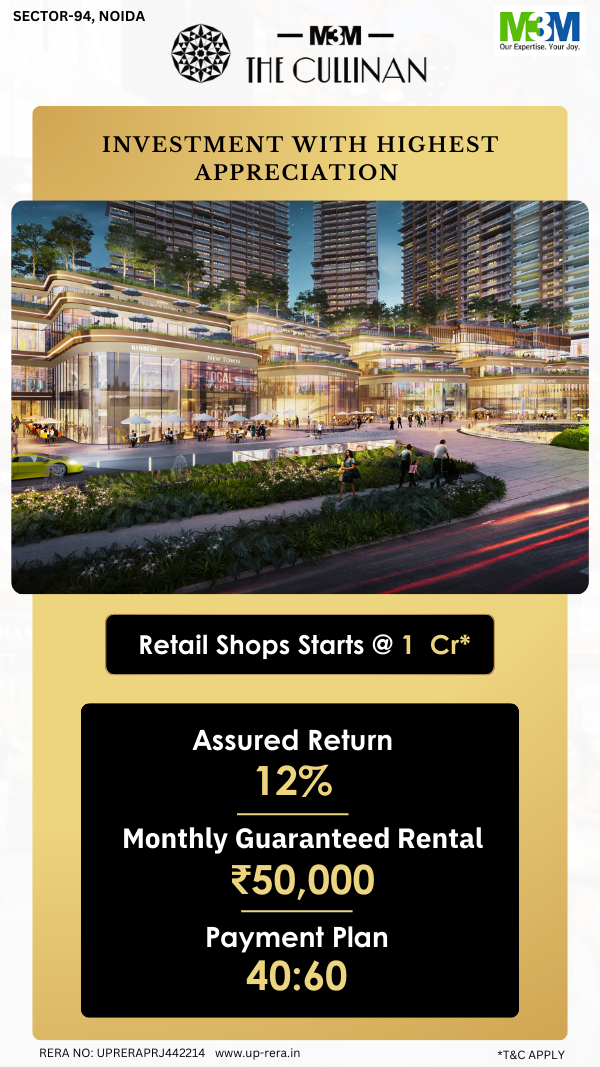 SECTOR-94, NOIDA
M3M
THE CULLINAN
M3M
Our Expertise. Your Joy.
INVESTMENT WITH HIGHEST
APPRECIATION
NEW TOWN
LOCAL
Retail Shops Starts @ 1 Cr*
Assured Return
12%
Monthly Guaranteed Rental
₹50,000
Payment Plan
40:60
RERA NO: UPRERAPRJ442214 www.up-rera.in
*T&C APPLY